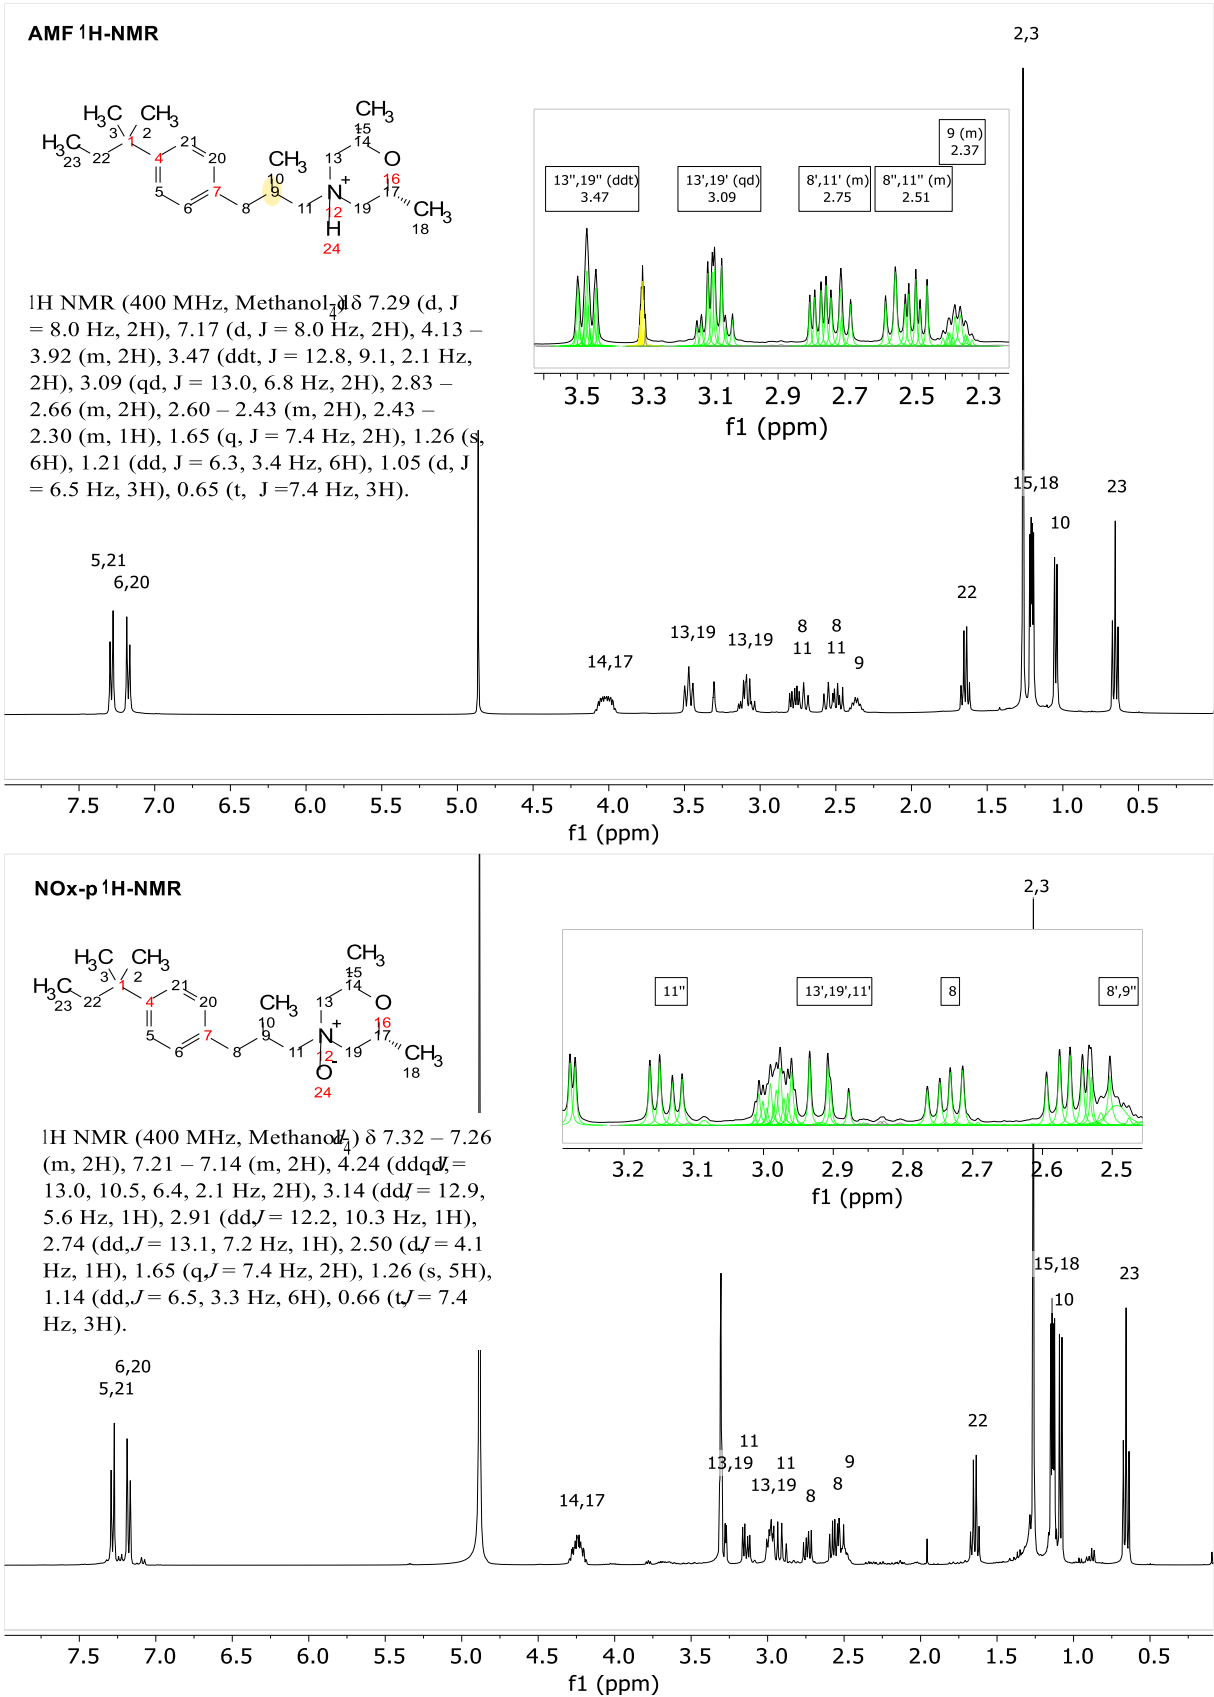 AMF ¹H-NMR
2,3
H₃C
CH₃
3
2
H₃C
23
22
1
4
21
20
5
6
7
8
CH₃
10
9
11
13
N
+
12
H
24
19
CH₃
15
14
O
16
17
CH₃
18
9 (m)
2.37
13'',19'' (ddt)
3.47
13',19' (qd)
3.09
8',11' (m)
2.75
8'',11'' (m)
2.51
3.5 3.3 3.1 2.9 2.7 2.5 2.3
f1 (ppm)
1H NMR (400 MHz, Methanol-d4) δ 7.29 (d, J
= 8.0 Hz, 2H), 7.17 (d, J = 8.0 Hz, 2H), 4.13 –
3.92 (m, 2H), 3.47 (ddt, J = 12.8, 9.1, 2.1 Hz,
2H), 3.09 (qd, J = 13.0, 6.8 Hz, 2H), 2.83 –
2.66 (m, 2H), 2.60 – 2.43 (m, 2H), 2.43 –
2.30 (m, 1H), 1.65 (q, J = 7.4 Hz, 2H), 1.26 (s,
6H), 1.21 (dd, J = 6.3, 3.4 Hz, 6H), 1.05 (d, J
= 6.5 Hz, 3H), 0.65 (t, J =7.4 Hz, 3H).
5,21
6,20
14,17
13,19
13,19
8
11
8
11
9
22
15,18
10
23
7.5 7.0 6.5 6.0 5.5 5.0 4.5 4.0 3.5 3.0 2.5 2.0 1.5 1.0 0.5
f1 (ppm)
NOx-p ¹H-NMR
2,3
H₃C
CH₃
3
2
H₃C
23
22
1
4
21
20
5
6
7
8
CH₃
10
9
11
13
N
+
12
O
-
24
19
CH₃
15
14
O
16
17
CH₃
18
11''
13',19',11'
8
8',9''
3.2 3.1 3.0 2.9 2.8 2.7 2.6 2.5
f1 (ppm)
1H NMR (400 MHz, Methanol-d4) δ 7.32 – 7.26
(m, 2H), 7.21 – 7.14 (m, 2H), 4.24 (ddqd, J =
13.0, 10.5, 6.4, 2.1 Hz, 2H), 3.14 (dd, J = 12.9,
5.6 Hz, 1H), 2.91 (dd, J = 12.2, 10.3 Hz, 1H),
2.74 (dd, J = 13.1, 7.2 Hz, 1H), 2.50 (d, J = 4.1
Hz, 1H), 1.65 (q, J = 7.4 Hz, 2H), 1.26 (s, 5H),
1.14 (dd, J = 6.5, 3.3 Hz, 6H), 0.66 (t, J = 7.4
Hz, 3H).
6,20
5,21
14,17
11
13,19
11
13,19
8
9
8
22
15,18
10
23
7.5 7.0 6.5 6.0 5.5 5.0 4.5 4.0 3.5 3.0 2.5 2.0 1.5 1.0 0.5
f1 (ppm)